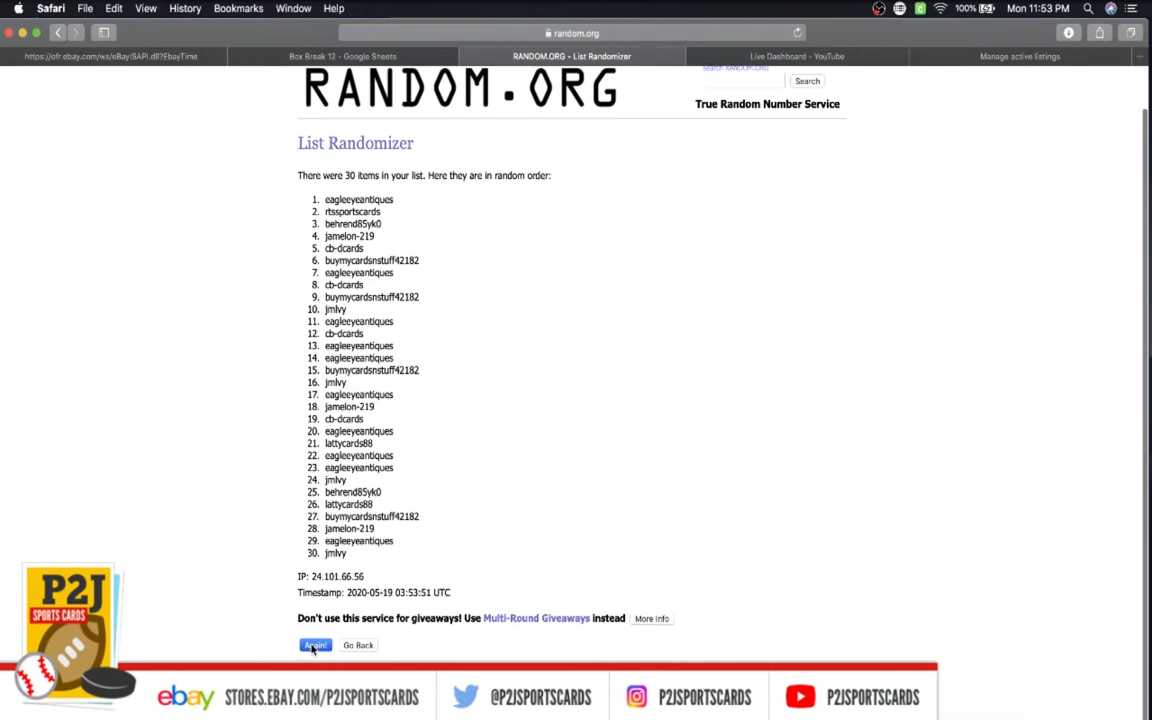 Safari File Edit View History Bookmarks Window Help 100% Mon 11:53 PM
random.org
https://ofr.ebay.com/ws/eBayISAPI.dll?EbayTime Box Break 12 - Google Sheets RANDOM.ORG - List Randomizer Live Dashboard - YouTube Manage active listings
Search RANDOM.ORG
RANDOM.ORG
Search
True Random Number Service
List Randomizer
There were 30 items in your list. Here they are in random order:
1. eagleeyeantiques
2. rtssportscards
3. behrend85yk0
4. jamelon-219
5. cb-dcards
6. buymycardsnstuff42182
7. eagleeyeantiques
8. cb-dcards
9. buymycardsnstuff42182
10. jmlvy
11. eagleeyeantiques
12. cb-dcards
13. eagleeyeantiques
14. eagleeyeantiques
15. buymycardsnstuff42182
16. jmlvy
17. eagleeyeantiques
18. jamelon-219
19. cb-dcards
20. eagleeyeantiques
21. lattycards88
22. eagleeyeantiques
23. eagleeyeantiques
24. jmlvy
25. behrend85yk0
26. lattycards88
27. buymycardsnstuff42182
28. jamelon-219
29. eagleeyeantiques
30. jmlvy
IP: 24.101.66.56
Timestamp: 2020-05-19 03:53:51 UTC
Don't use this service for giveaways! Use Multi-Round Giveaways instead More Info
Again! Go Back
P2J
SPORTS CARDS
ebay STORES.EBAY.COM/P2JSPORTSCARDS @P2JSPORTSCARDS P2JSPORTSCARDS P2JSPORTSCARDS